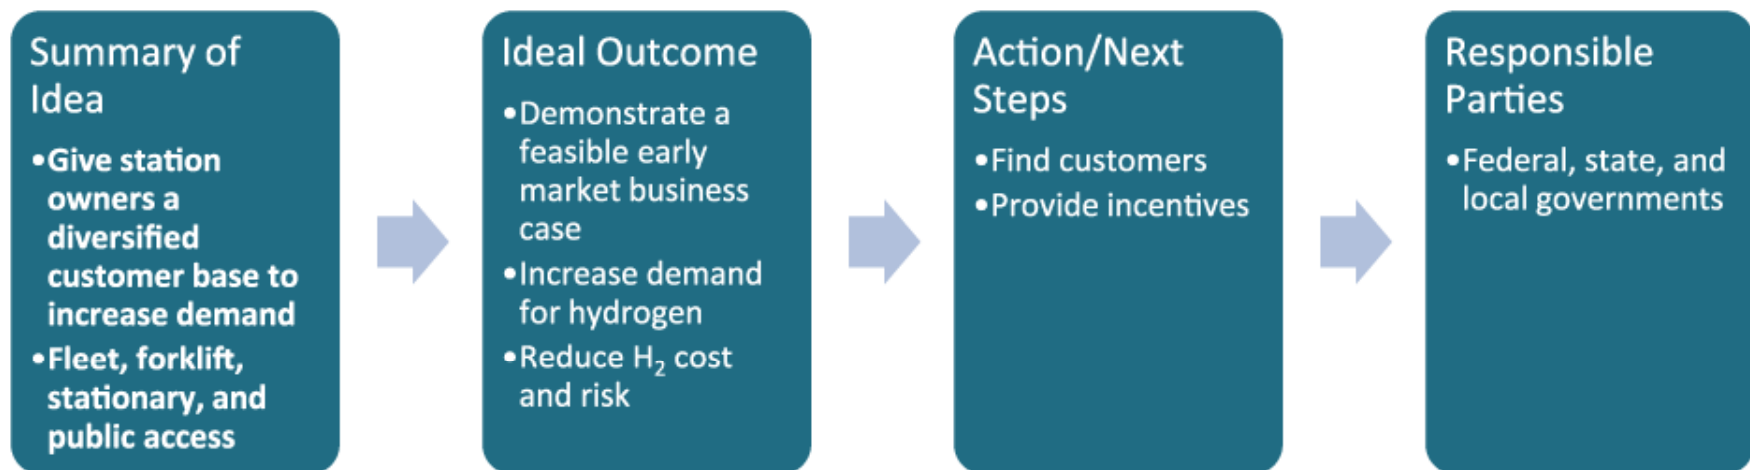 Summary of
Idea
•Give station
owners a
diversified
customer base to
increase demand
•Fleet, forklift,
stationary, and
public access
Ideal Outcome
•Demonstrate a
feasible early
market business
case
•Increase demand
for hydrogen
•Reduce H₂ cost
and risk
Action/Next
Steps
•Find customers
•Provide incentives
Responsible
Parties
•Federal, state, and
local governments